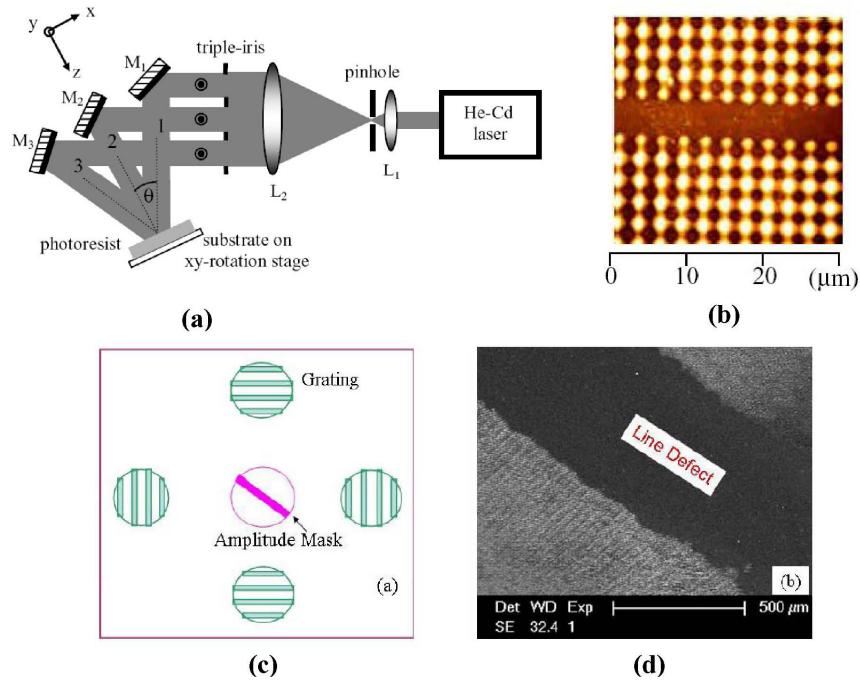 y
x
z
M1
M2
M3
triple-iris
pinhole
He-Cd
laser
L2
L1
1
2
3
θ
photoresist
substrate on
xy-rotation stage
(a)
0 10 20 30 (μm)
(b)
Grating
Amplitude Mask
(a)
(c)
Line Defect
(b)
Det WD Exp
SE 32.4 1
500 μm
(d)